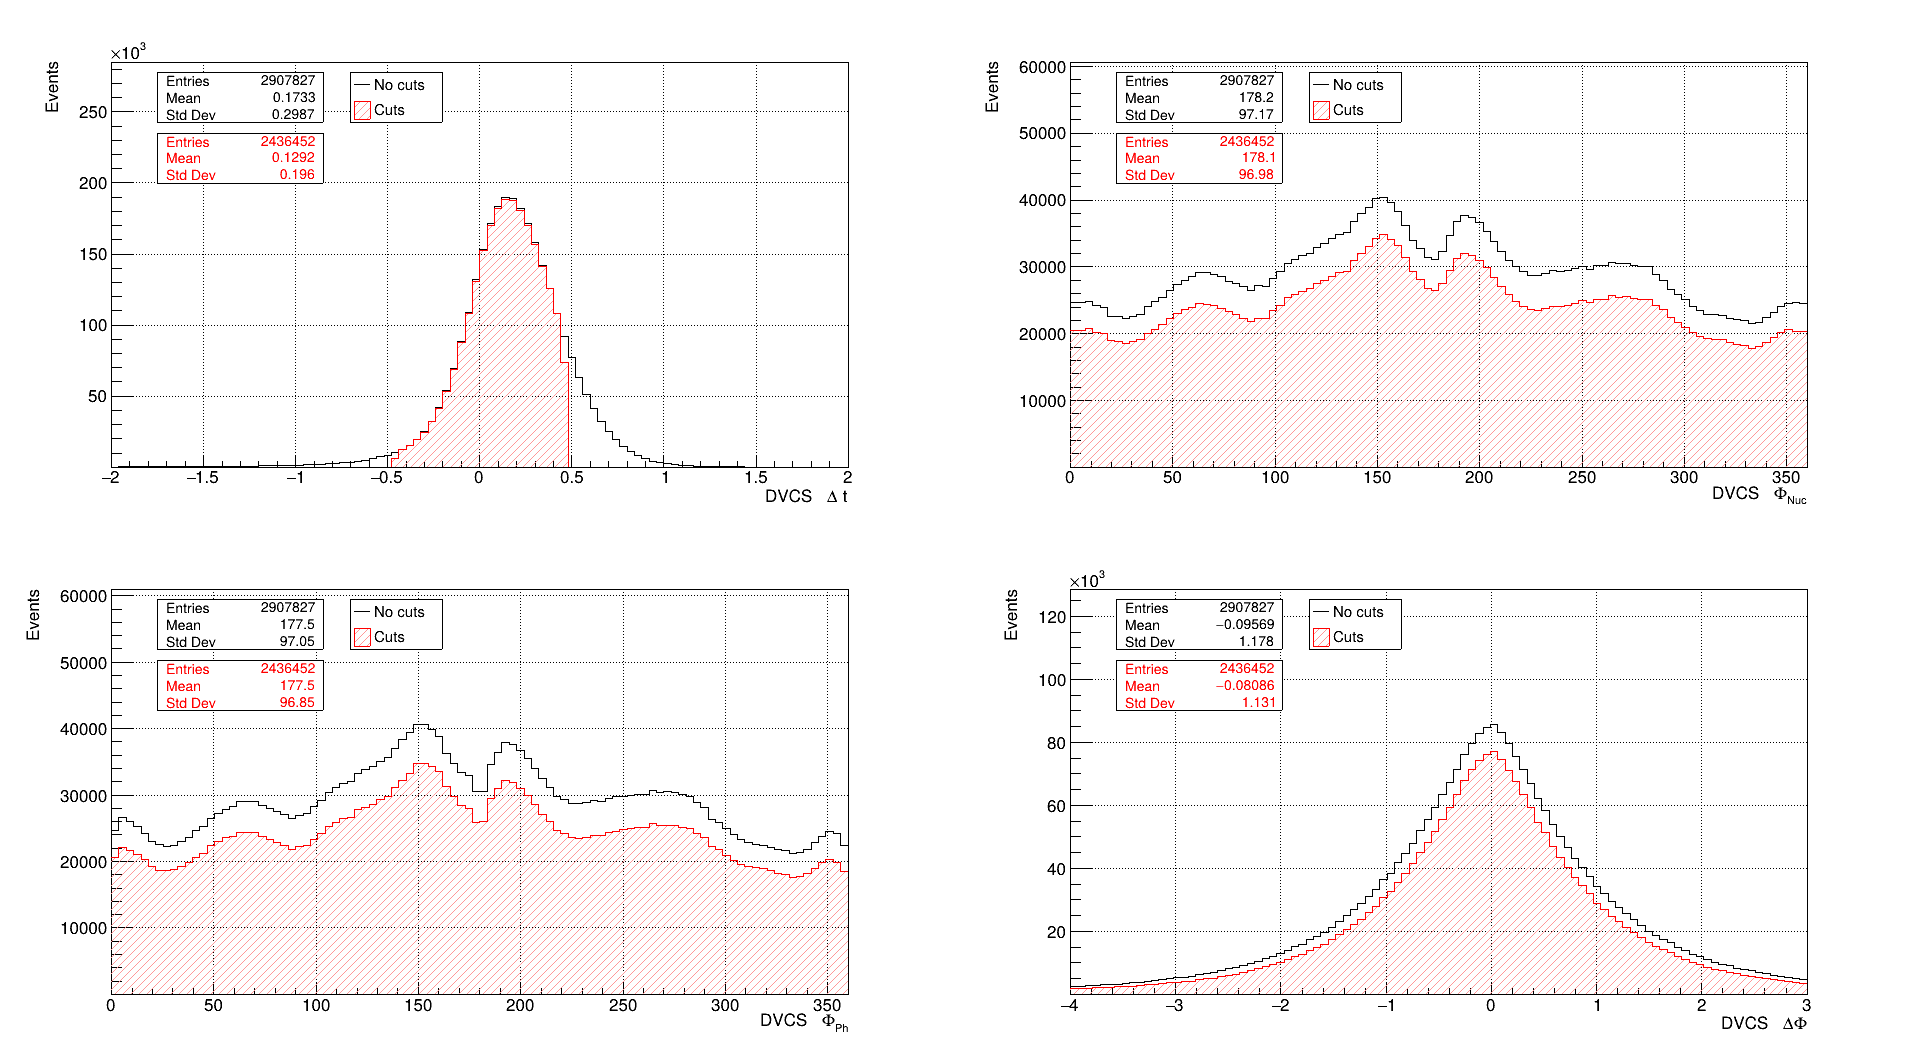 ×10³
Events
Entries 2907827
Mean 0.1733
Std Dev 0.2987
Entries 2436452
Mean 0.1292
Std Dev 0.196
No cuts
Cuts
250
200
150
100
50
−2 −1.5 −1 −0.5 0 0.5 1 1.5 2
DVCS Δ t
Events
Entries 2907827
Mean 178.2
Std Dev 97.17
Entries 2436452
Mean 178.1
Std Dev 96.98
No cuts
Cuts
60000
50000
40000
30000
20000
10000
0 50 100 150 200 250 300 350
DVCS Φ_Nuc
Events
Entries 2907827
Mean 177.5
Std Dev 97.05
Entries 2436452
Mean 177.5
Std Dev 96.85
No cuts
Cuts
60000
50000
40000
30000
20000
10000
0 50 100 150 200 250 300 350
DVCS Φ_Ph
×10³
Events
Entries 2907827
Mean −0.09569
Std Dev 1.178
Entries 2436452
Mean −0.08086
Std Dev 1.131
No cuts
Cuts
120
100
80
60
40
20
−4 −3 −2 −1 0 1 2 3
DVCS ΔΦ